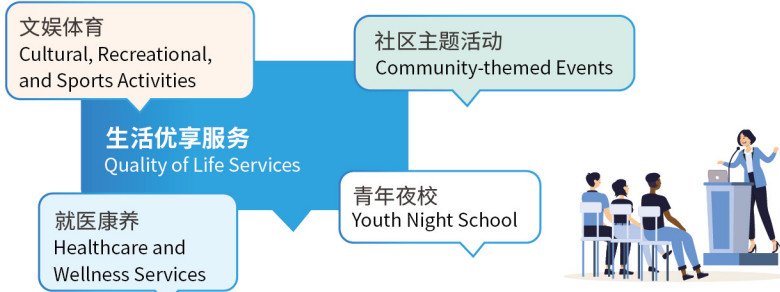 文娱体育
Cultural, Recreational,
and Sports Activities
社区主题活动
Community-themed Events
生活优享服务
Quality of Life Services
就医康养
Healthcare and
Wellness Services
青年夜校
Youth Night School